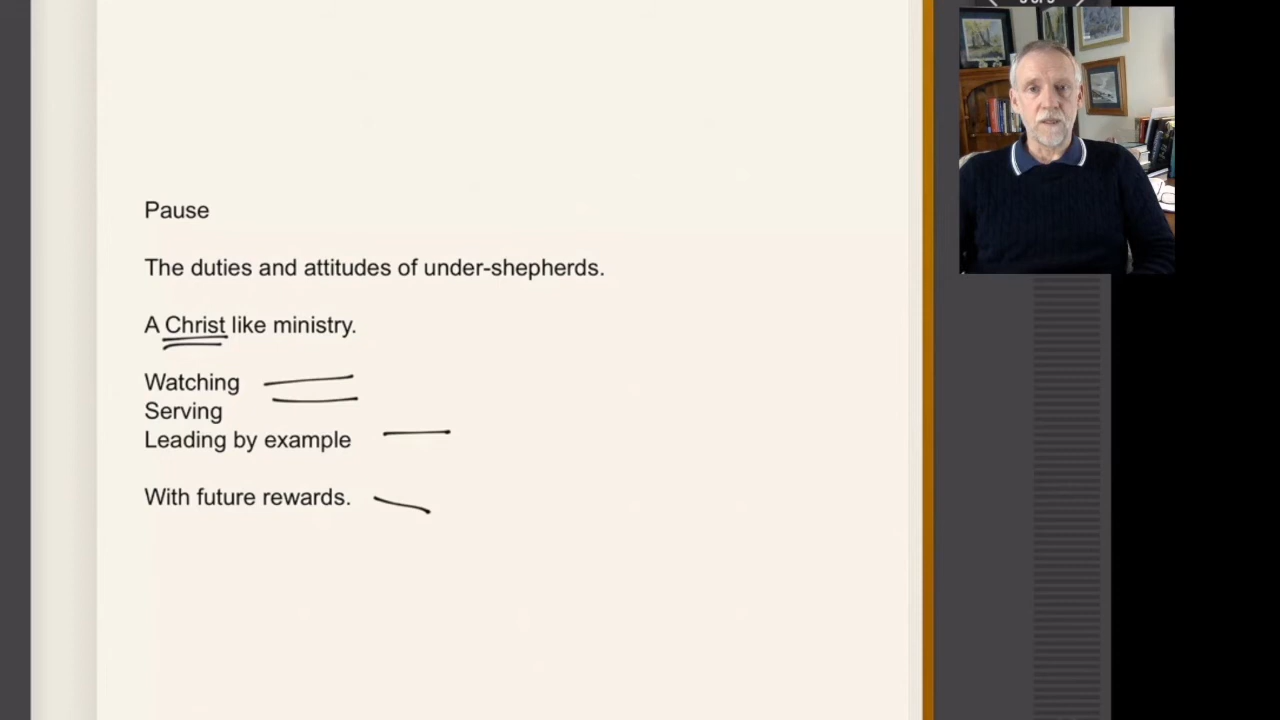 Pause
The duties and attitudes of under-shepherds.
A Christ like ministry.
Watching
Serving
Leading by example
With future rewards.